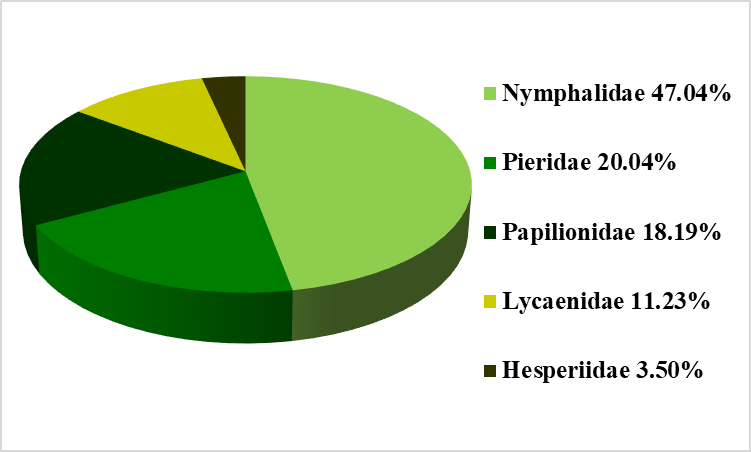 Nymphalidae 47.04%
Pieridae 20.04%
Papilionidae 18.19%
Lycaenidae 11.23%
Hesperiidae 3.50%